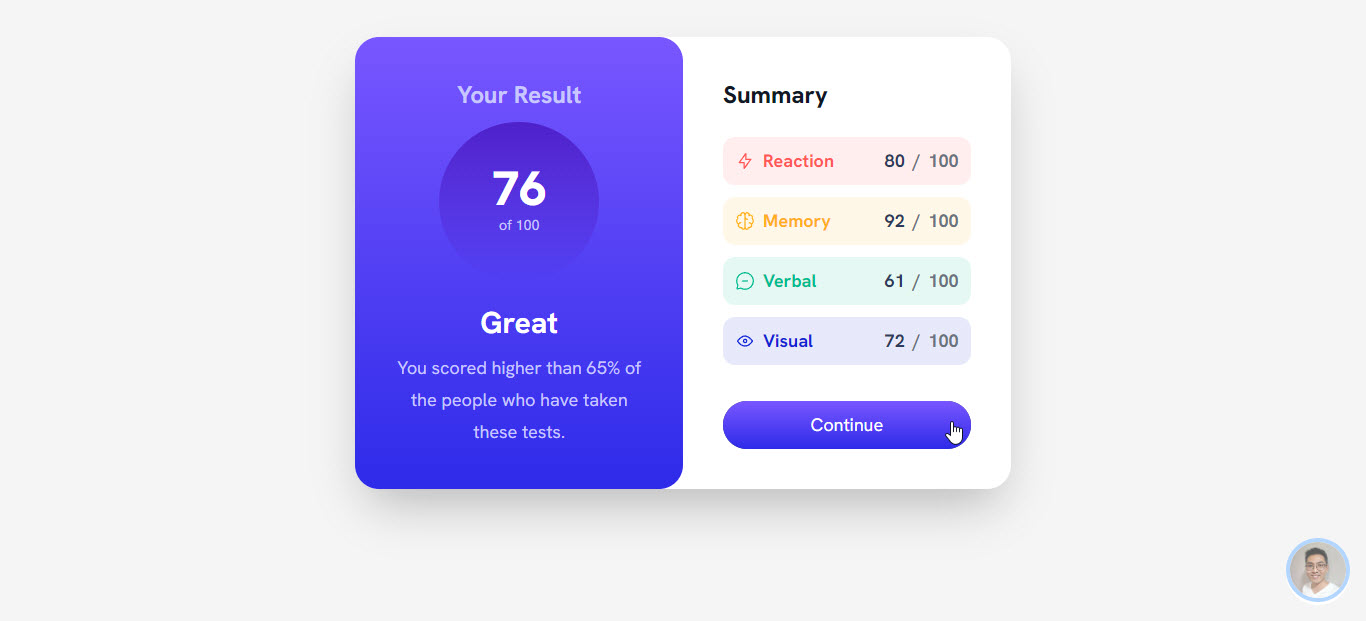 Your Result
76
of 100
Great
You scored higher than 65% of
the people who have taken
these tests.
Summary
Reaction 80 / 100
Memory 92 / 100
Verbal 61 / 100
Visual 72 / 100
Continue